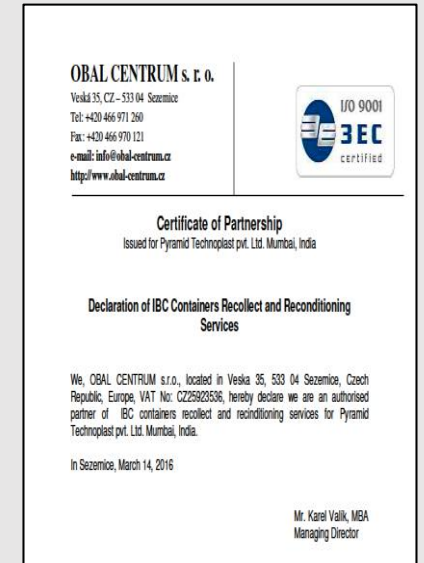 OBAL CENTRUM s. r. o.
Veská 35, CZ – 533 04 Sezemice
Tel: +420 466 971 260
Fax: +420 466 970 121
e-mail: info@obal-centrum.cz
http://www.obal-centrum.cz
I/O 9001
3EC
certified
Certificate of Partnership
Issued for Pyramid Technoplast pvt. Ltd. Mumbai, India
Declaration of IBC Containers Recollect and Reconditioning
Services
We, OBAL CENTRUM s.r.o., located in Veska 35, 533 04 Sezemice, Czech
Republic, Europe, VAT No: CZ25923536, hereby declare we are an authorised
partner of IBC containers recollect and recinditioning services for Pyramid
Technoplast pvt. Ltd. Mumbai, India.
In Sezemice, March 14, 2016
Mr. Karel Valik, MBA
Managing Director